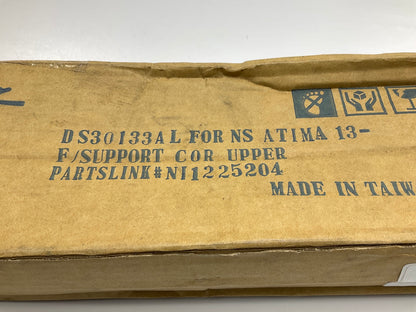 DS30133AL FOR NS ATIMA 13-
F/SUPPORT COR UPPER
PARTSLINK#NI1225204
MADE IN TAIW